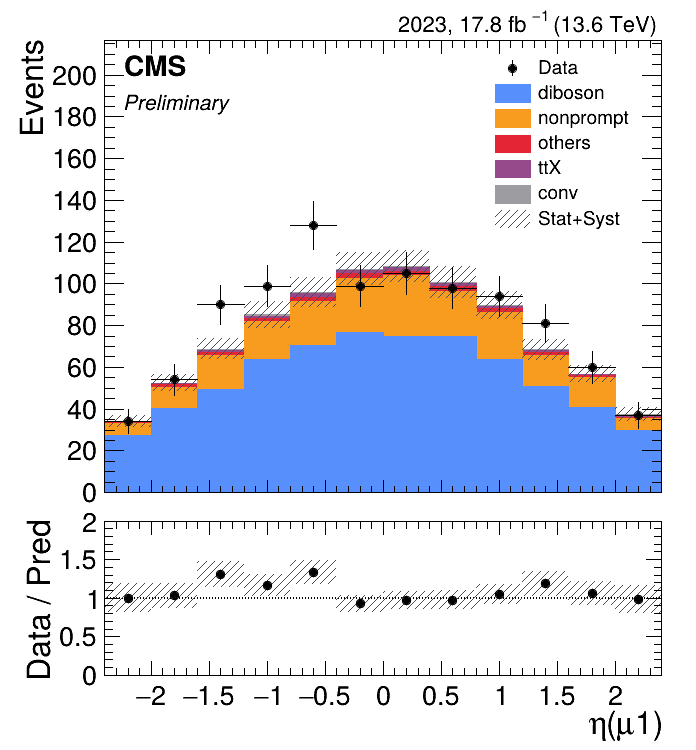 2023, 17.8 fb⁻¹ (13.6 TeV)
Events
CMS
Preliminary
Data
diboson
nonprompt
others
ttX
conv
Stat+Syst
200
180
160
140
120
100
80
60
40
20
0
Data / Pred
2
1.5
1
0.5
0
−2 −1.5 −1 −0.5 0 0.5 1 1.5 2
η(μ1)